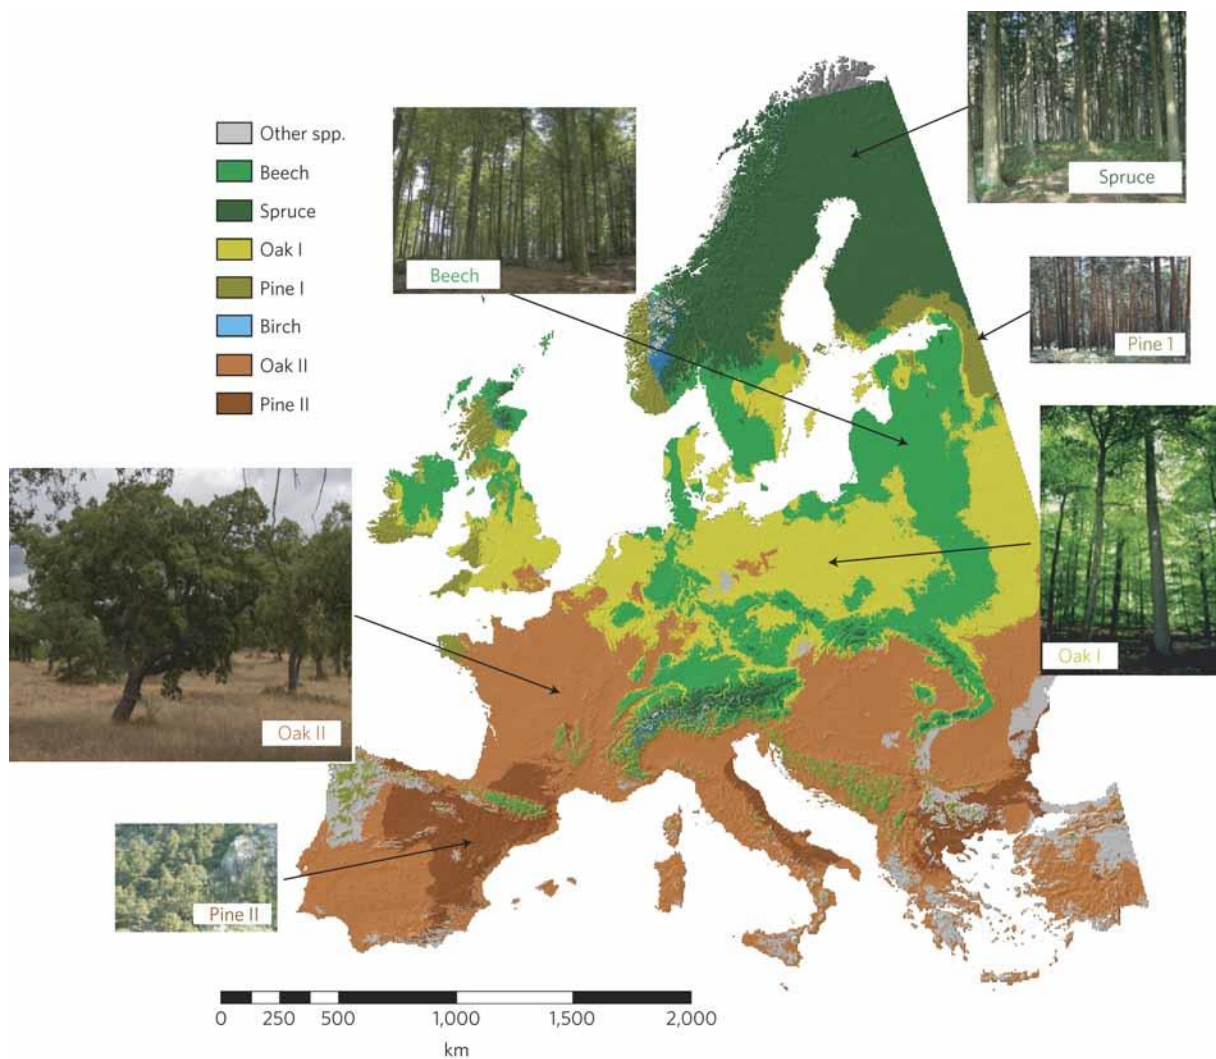 Other spp.
Beech
Spruce
Oak I
Pine I
Birch
Oak II
Pine II
Beech
Spruce
Pine 1
Oak I
Oak II
Pine II
0 250 500 1,000 1,500 2,000
km